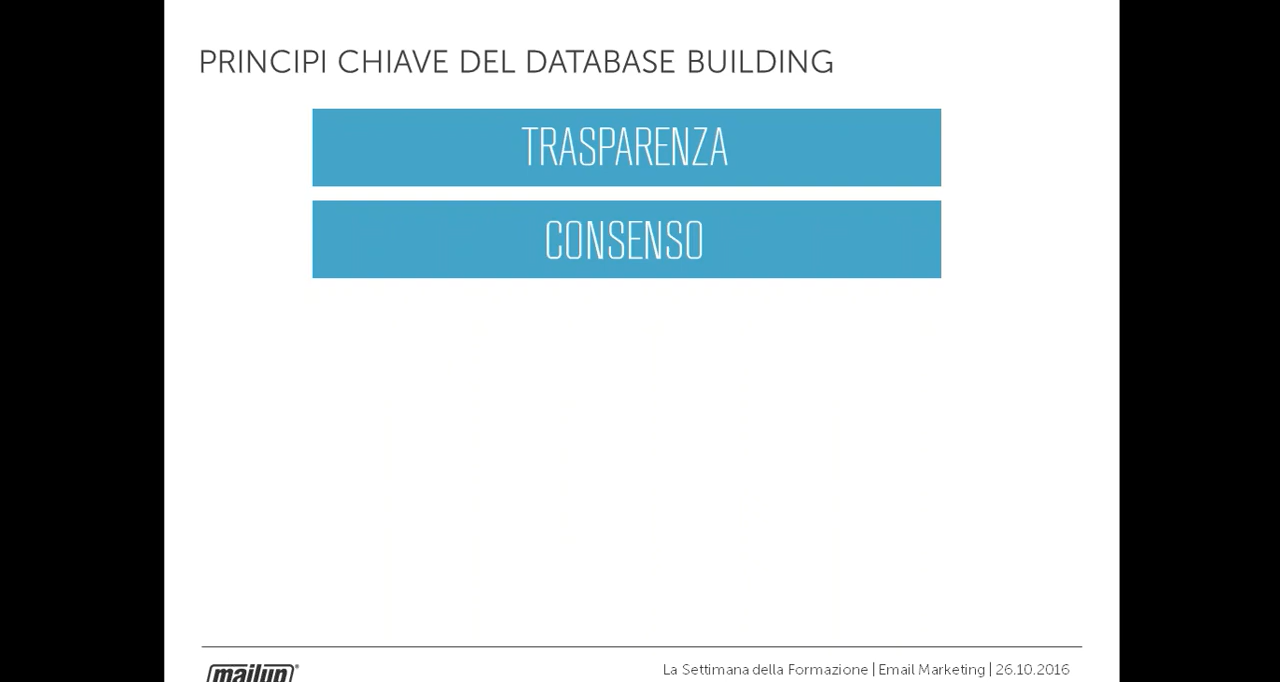 PRINCIPI CHIAVE DEL DATABASE BUILDING
TRASPARENZA
CONSENSO
mailup®
La Settimana della Formazione | Email Marketing | 26.10.2016